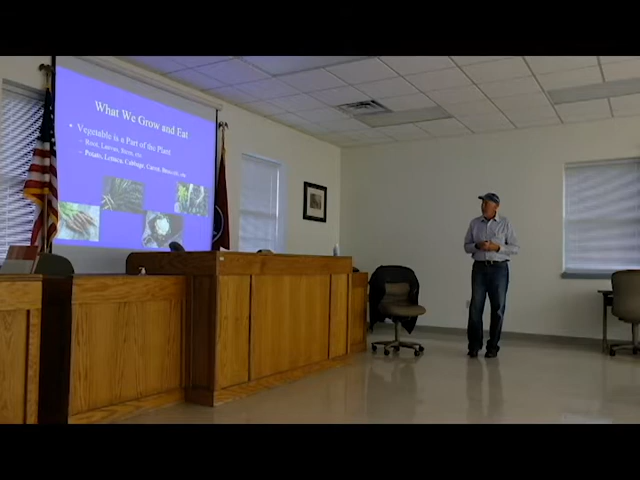 What We Grow and Eat
• Vegetable is a Part of the Plant
– Root, Leaves, Stem, etc
– Potato, Lettuce, Cabbage, Carrot, Broccoli, etc